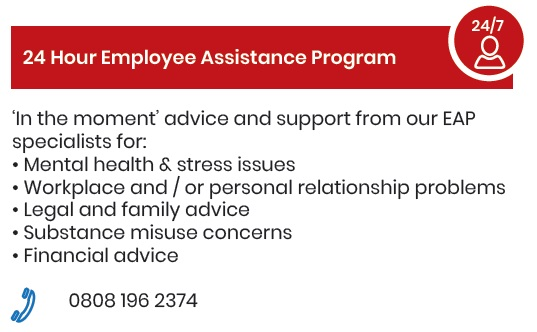 24/7
24 Hour Employee Assistance Program
‘In the moment’ advice and support from our EAP
specialists for:
• Mental health & stress issues
• Workplace and / or personal relationship problems
• Legal and family advice
• Substance misuse concerns
• Financial advice
0808 196 2374